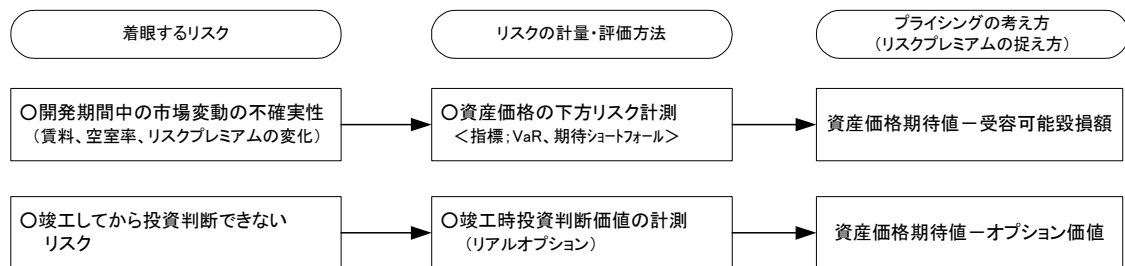 着眼するリスク
リスクの計量・評価方法
プライシングの考え方
（リスクプレミアムの捉え方）
○開発期間中の市場変動の不確実性
（賃料、空室率、リスクプレミアムの変化）
○資産価格の下方リスク計測
＜指標；VaR、期待ショートフォール＞
資産価格期待値－受容可能毀損額
○竣工してから投資判断できない
リスク
○竣工時投資判断価値の計測
（リアルオプション）
資産価格期待値－オプション価値